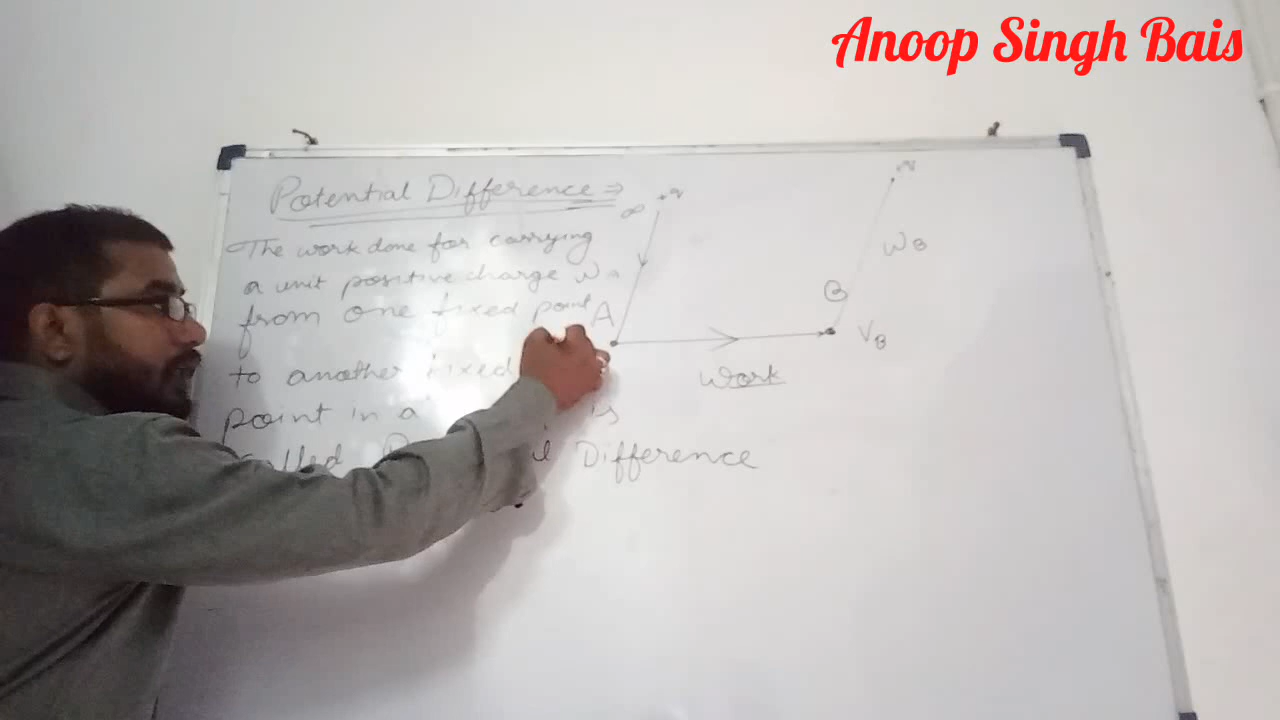 Anoop Singh Bais
Potential Difference ⇒
The work done for carrying
a unit positive charge
from one fixed point
to another fixed
point in a is
called Difference
∞
A
Work
B
W_B
V_B